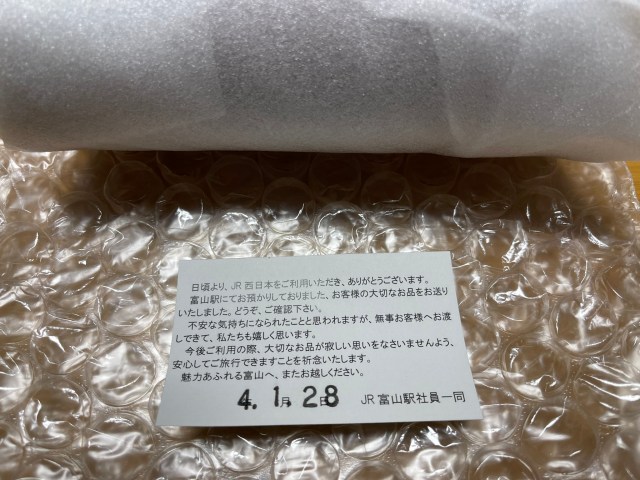 日頃より、JR 西日本をご利用いただき、ありがとうございます。
富山駅にてお預かりしておりました、お客様の大切なお品をお送り
いたしました。どうぞ、ご確認下さい。
不安な気持ちになられたことと思われますが、無事お客様へお渡
しできて、私たちも嬉しく思います。
今後ご利用の際、大切なお品が寂しい思いをなさいませんよう、
安心してご旅行できますことを祈念いたします。
魅力あふれる富山へ、またお越しください。
4. 1月 28 JR 富山駅社員一同